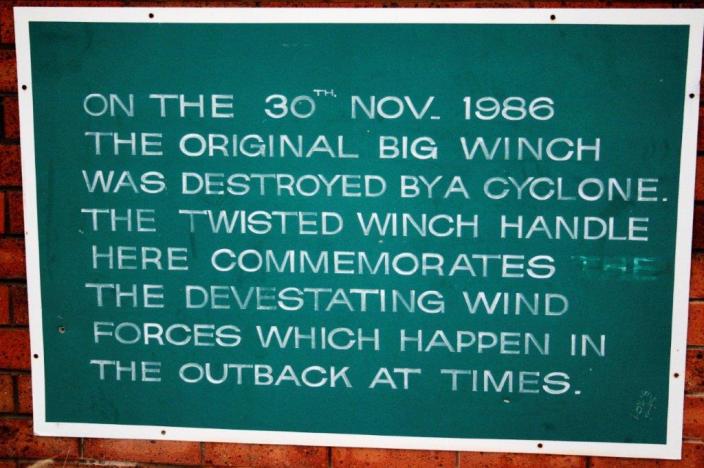 ON THE 30TH. NOV. 1986
THE ORIGINAL BIG WINCH
WAS DESTROYED BY A CYCLONE.
THE TWISTED WINCH HANDLE
HERE COMMEMORATES THE
THE DEVESTATING WIND
FORCES WHICH HAPPEN IN
THE OUTBACK AT TIMES.